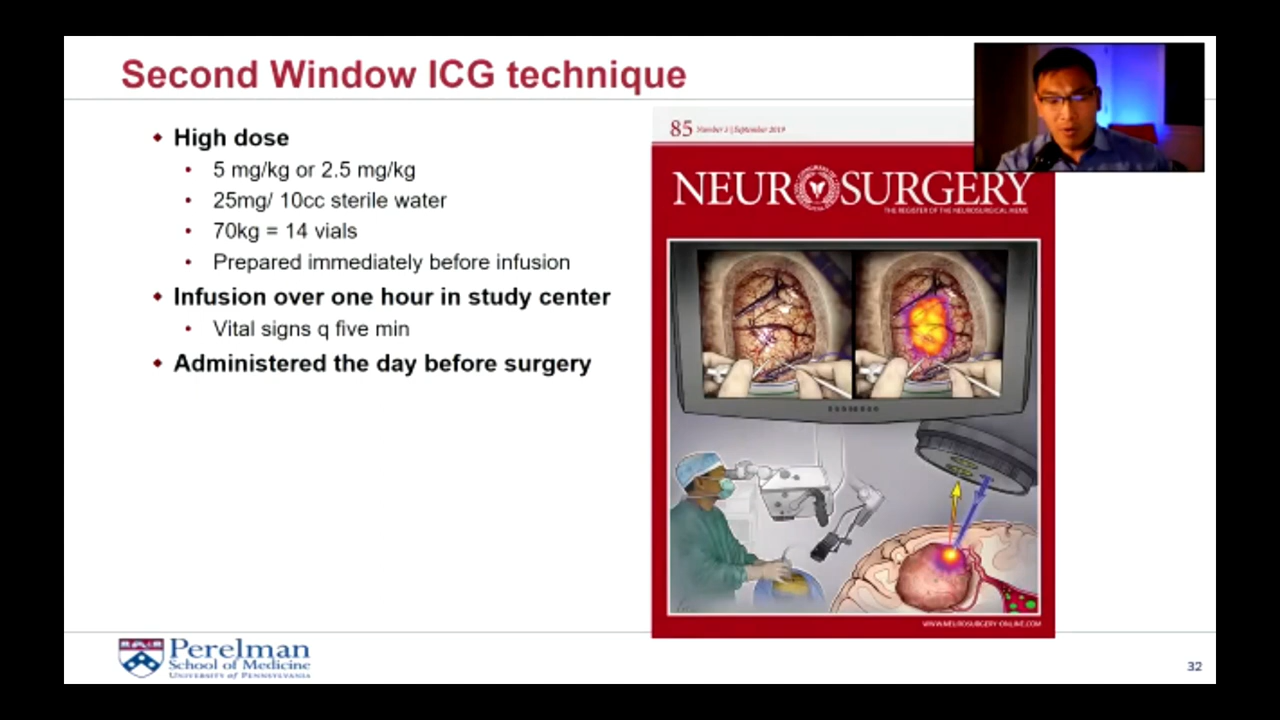 Second Window ICG technique
High dose
5 mg/kg or 2.5 mg/kg
25mg/ 10cc sterile water
70kg = 14 vials
Prepared immediately before infusion
Infusion over one hour in study center
Vital signs q five min
Administered the day before surgery
85 Number 3 | September 2019
NEUROSURGERY
THE REGISTER OF THE NEUROSURGICAL MEME
WWW.NEUROSURGERY-ONLINE.COM
Perelman
School of Medicine
UNIVERSITY of PENNSYLVANIA
32